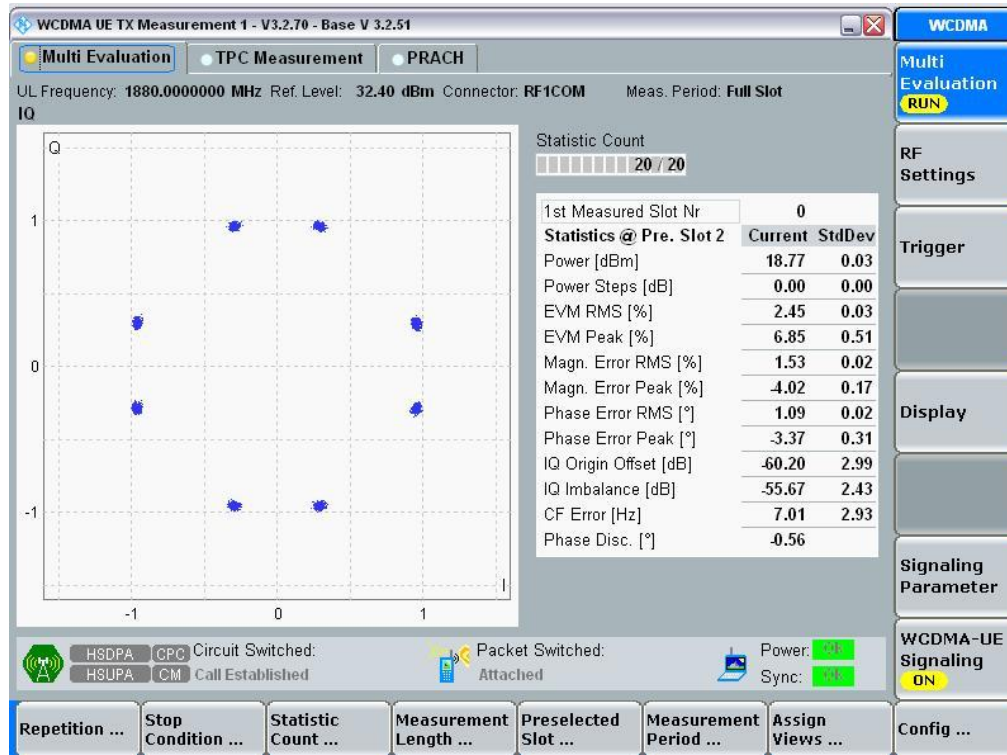 WCDMA UE TX Measurement 1 - V3.2.70 - Base V 3.2.51
WCDMA
Multi Evaluation TPC Measurement PRACH
UL Frequency: 1880.0000000 MHz Ref. Level: 32.40 dBm Connector: RF1COM Meas. Period: Full Slot
IQ
Q
1
0
-1
-1 0 1
I
Statistic Count
20 / 20
1st Measured Slot Nr 0
Statistics @ Pre. Slot 2 Current StdDev
Power [dBm] 18.77 0.03
Power Steps [dB] 0.00 0.00
EVM RMS [%] 2.45 0.03
EVM Peak [%] 6.85 0.51
Magn. Error RMS [%] 1.53 0.02
Magn. Error Peak [%] -4.02 0.17
Phase Error RMS [°] 1.09 0.02
Phase Error Peak [°] -3.37 0.31
IQ Origin Offset [dB] -60.20 2.99
IQ Imbalance [dB] -55.67 2.43
CF Error [Hz] 7.01 2.93
Phase Disc. [°] -0.56
Multi
Evaluation
RUN
RF
Settings
Trigger
Display
Signaling
Parameter
WCDMA-UE
Signaling
ON
HSDPA CPC Circuit Switched: Packet Switched: Power: OK
HSUPA CM Call Established Attached Sync: OK
Repetition ...
Stop
Condition ...
Statistic
Count ...
Measurement
Length ...
Preselected
Slot ...
Measurement
Period ...
Assign
Views ...
Config ...